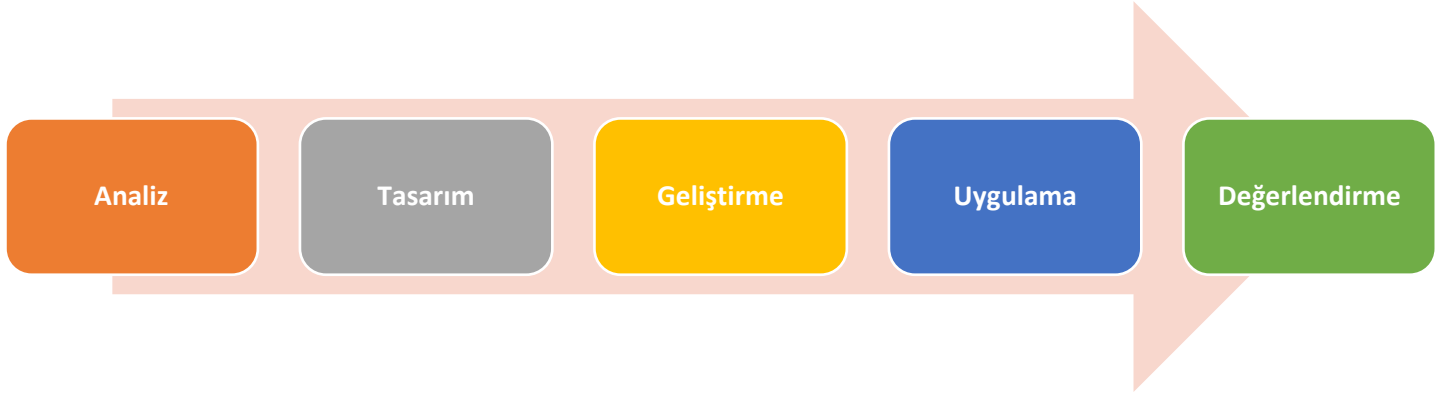 Analiz
Tasarım
Geliştirme
Uygulama
Değerlendirme